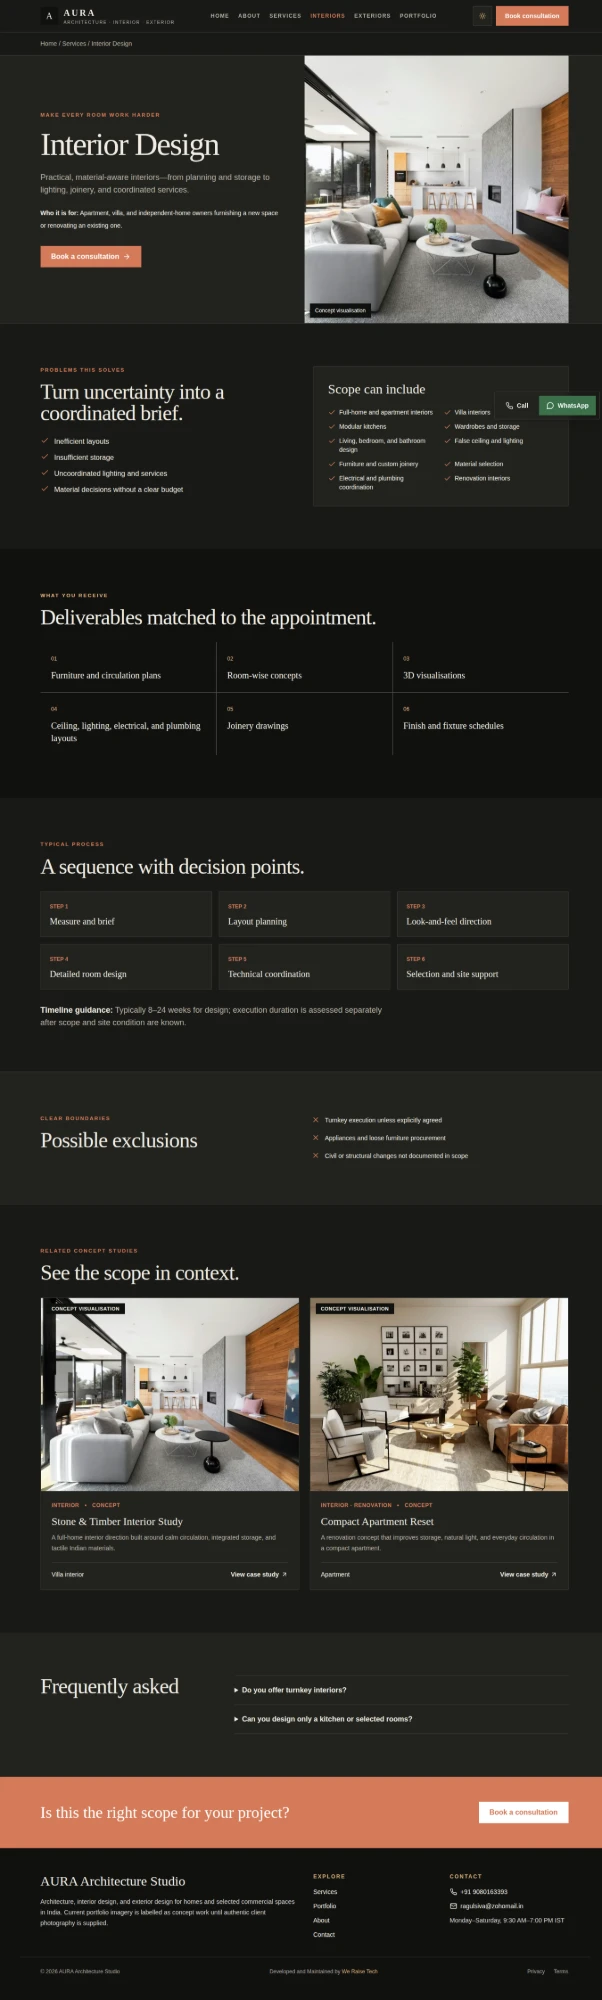 A
AURA
ARCHITECTURE · INTERIOR · EXTERIOR
HOME ABOUT SERVICES INTERIORS EXTERIORS PORTFOLIO
Book consultation
Home / Services / Interior Design
MAKE EVERY ROOM WORK HARDER
Interior Design
Practical, material-aware interiors—from planning and storage to
lighting, joinery, and coordinated services.
Who it is for: Apartment, villa, and independent-home owners furnishing a new space
or renovating an existing one.
Book a consultation →
Concept visualisation
PROBLEMS THIS SOLVES
Turn uncertainty into a
coordinated brief.
Inefficient layouts
Insufficient storage
Uncoordinated lighting and services
Material decisions without a clear budget
Scope can include
Full-home and apartment interiors
Villa interiors
Modular kitchens
Wardrobes and storage
Living, bedroom, and bathroom
design
False ceiling and lighting
Furniture and custom joinery
Material selection
Electrical and plumbing
coordination
Renovation interiors
Call
WhatsApp
WHAT YOU RECEIVE
Deliverables matched to the appointment.
01
Furniture and circulation plans
02
Room-wise concepts
03
3D visualisations
04
Ceiling, lighting, electrical, and plumbing
layouts
05
Joinery drawings
06
Finish and fixture schedules
TYPICAL PROCESS
A sequence with decision points.
STEP 1
Measure and brief
STEP 2
Layout planning
STEP 3
Look-and-feel direction
STEP 4
Detailed room design
STEP 5
Technical coordination
STEP 6
Selection and site support
Timeline guidance: Typically 8–24 weeks for design; execution duration is assessed separately
after scope and site condition are known.
CLEAR BOUNDARIES
Possible exclusions
Turnkey execution unless explicitly agreed
Appliances and loose furniture procurement
Civil or structural changes not documented in scope
RELATED CONCEPT STUDIES
See the scope in context.
CONCEPT VISUALISATION
INTERIOR • CONCEPT
Stone & Timber Interior Study
A full-home interior direction built around calm circulation, integrated storage, and
tactile Indian materials.
Villa interior
View case study ↗
CONCEPT VISUALISATION
INTERIOR · RENOVATION • CONCEPT
Compact Apartment Reset
A renovation concept that improves storage, natural light, and everyday circulation in
a compact apartment.
Apartment
View case study ↗
Frequently asked
Do you offer turnkey interiors?
Can you design only a kitchen or selected rooms?
Is this the right scope for your project?
Book a consultation
AURA Architecture Studio
Architecture, interior design, and exterior design for homes and selected commercial spaces
in India. Current portfolio imagery is labelled as concept work until authentic client
photography is supplied.
EXPLORE
Services
Portfolio
About
Contact
CONTACT
+91 9080163393
ragulsiva@zohomail.in
Monday–Saturday, 9:30 AM–7:00 PM IST
© 2026 AURA Architecture Studio
Developed and Maintained by We Raise Tech
Privacy Terms